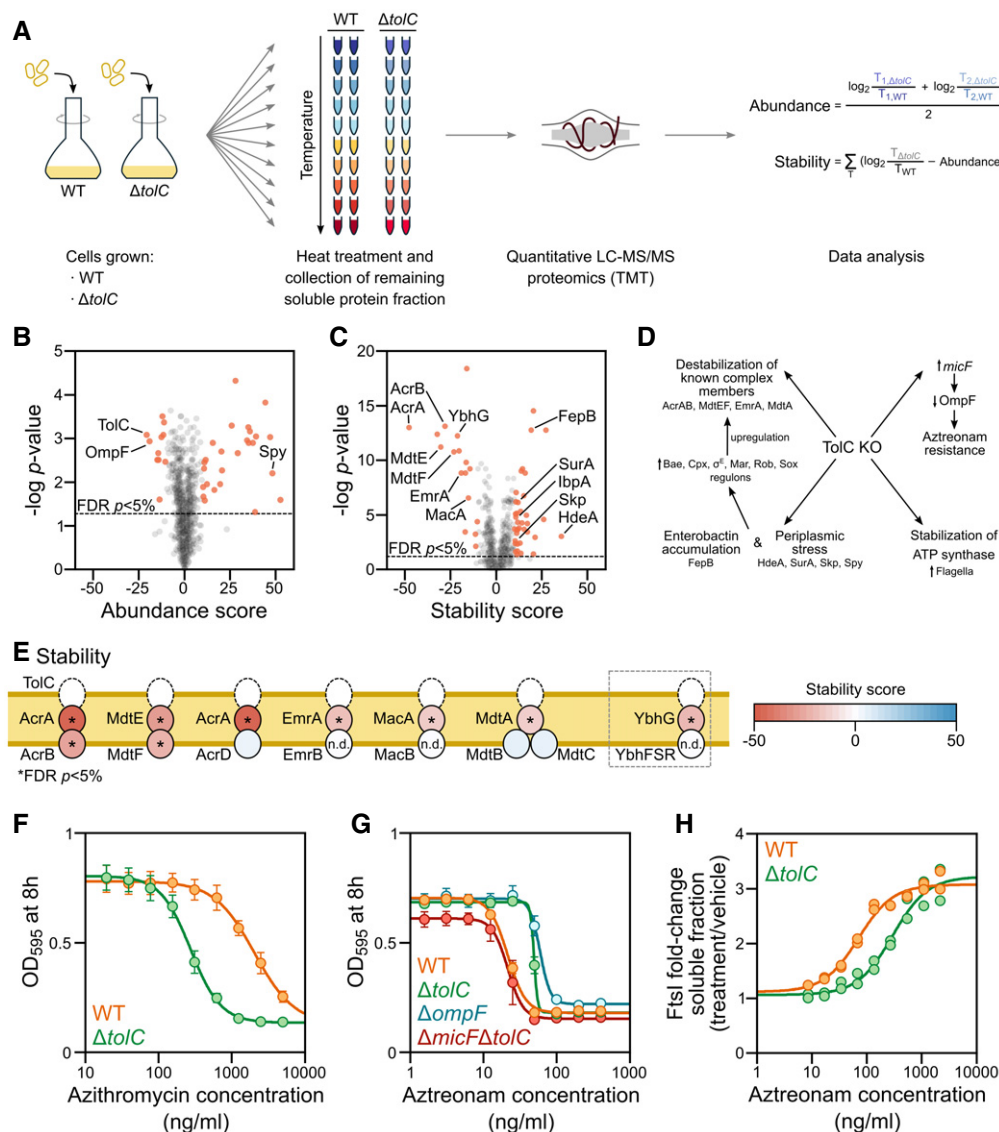 A
WT
ΔtolC
Cells grown:
· WT
· ΔtolC
WT ΔtolC
Temperature
Heat treatment and
collection of remaining
soluble protein fraction
Quantitative LC-MS/MS
proteomics (TMT)
Abundance = log2 T1,ΔtolC / T1,WT + log2 T2,ΔtolC / T2,WT
2
Stability = ∑ T (log2 TΔtolC / TWT − Abundance
Data analysis
B
-log p-value
5
4
3
2
1
0
TolC
OmpF
Spy
FDR p<5%
-50 -25 0 25 50
Abundance score
C
-log p-value
20
15
10
5
0
AcrB
AcrA
YbhG
FepB
MdtE
MdtF
EmrA
MacA
SurA
IbpA
Skp
HdeA
FDR p<5%
-50 -25 0 25 50
Stability score
D
Destabilization of
known complex
members
AcrAB, MdtEF, EmrA, MdtA
upregulation
↑Bae, Cpx, σE, Mar, Rob, Sox
regulons
Enterobactin
accumulation
FepB
&
Periplasmic
stress
HdeA, SurA, Skp, Spy
TolC KO
↑micF
↓OmpF
Aztreonam
resistance
Stabilization of
ATP synthase
↑Flagella
E Stability
TolC
AcrA * MdtE * AcrA * EmrA * MacA * MdtA * YbhG *
AcrB * MdtF * AcrD EmrB n.d. MacB n.d. MdtB MdtC YbhFSR n.d.
*FDR p<5%
Stability score
-50 0 50
F
OD595 at 8h
1
0.5
0
WT
ΔtolC
10 100 1000 10000
Azithromycin concentration
(ng/ml)
G
OD595 at 8h
1
0.5
0
WT
ΔtolC
ΔompF
ΔmicFΔtolC
1 10 100 1000
Aztreonam concentration
(ng/ml)
H
FtsI fold-change
soluble fraction
(treatment/vehicle)
4
3
2
1
0
WT
ΔtolC
1 10 100 1000 10000
Aztreonam concentration
(ng/ml)